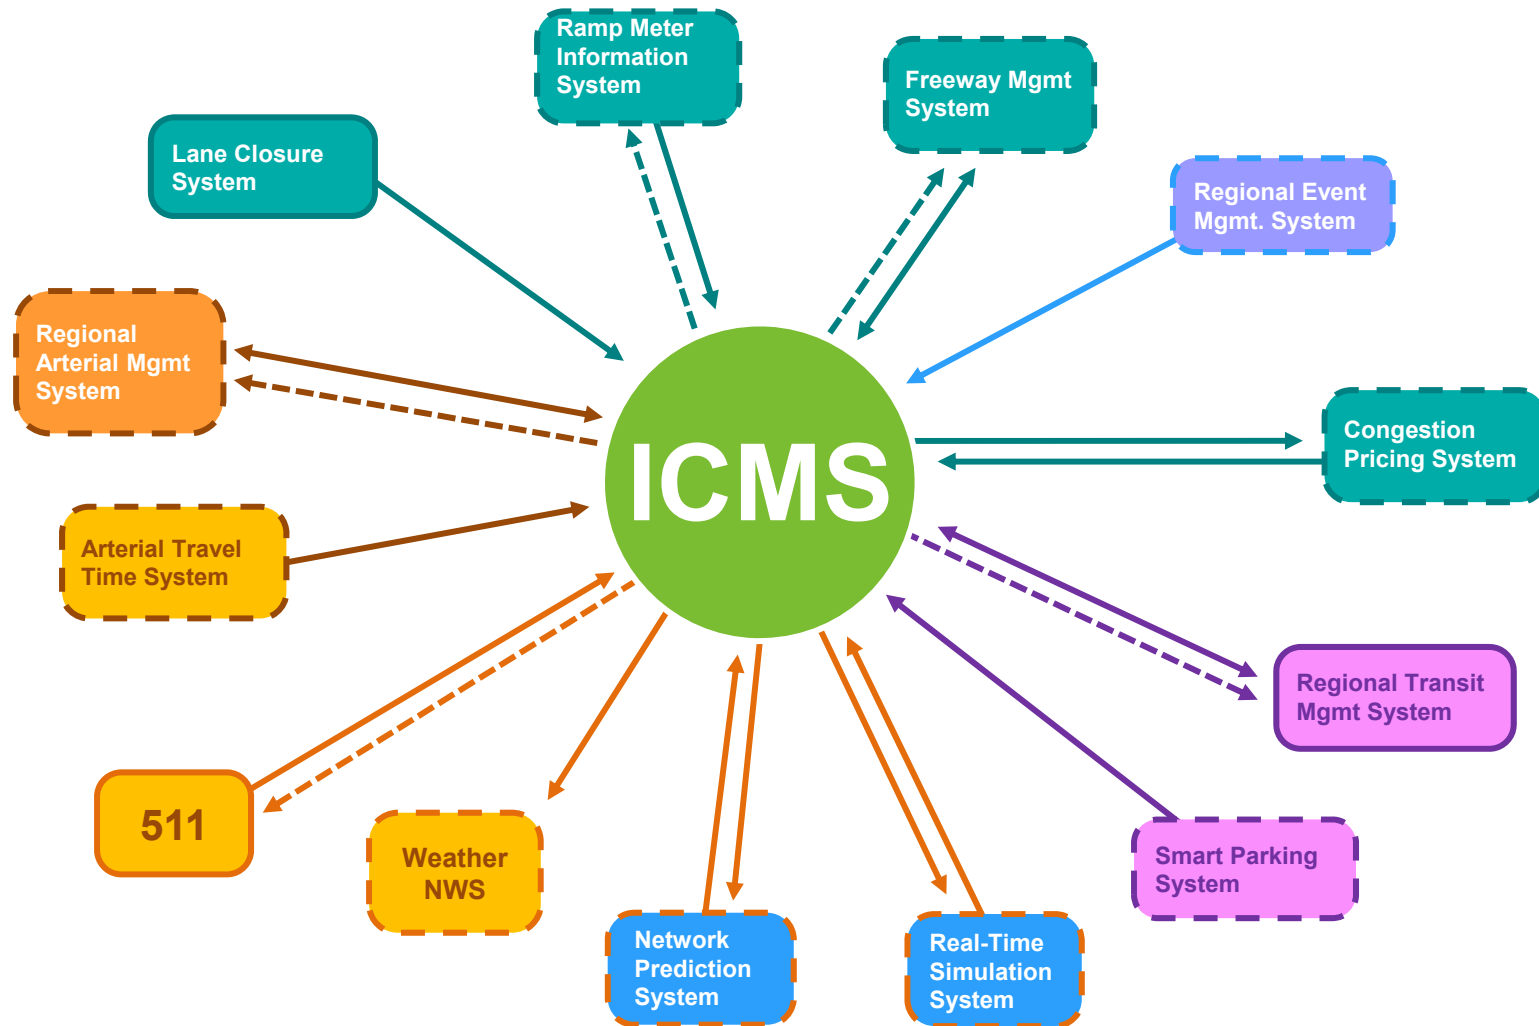 Ramp Meter
Information
System
Freeway Mgmt
System
Lane Closure
System
Regional Event
Mgmt. System
Regional
Arterial Mgmt
System
ICMS
Congestion
Pricing System
Arterial Travel
Time System
Regional Transit
Mgmt System
511
Weather
NWS
Smart Parking
System
Network
Prediction
System
Real-Time
Simulation
System